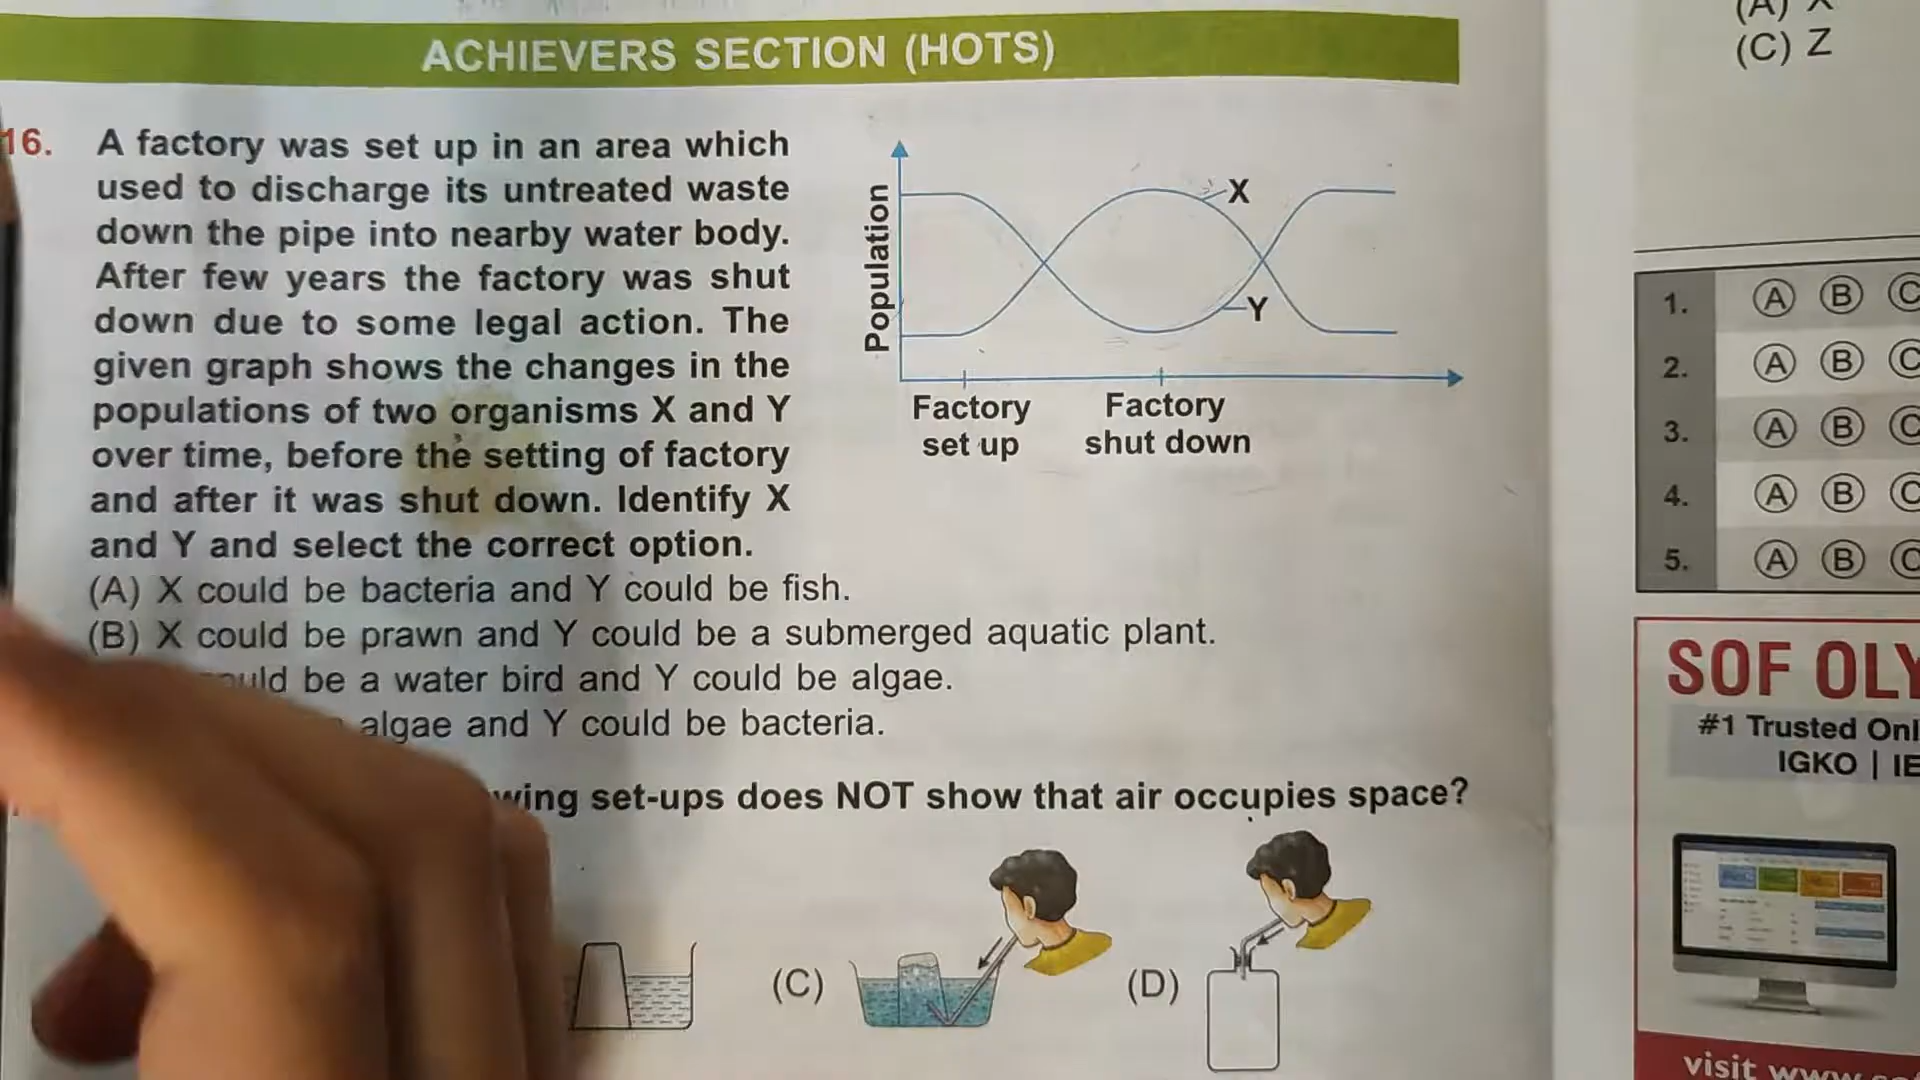 ACHIEVERS SECTION (HOTS)
16. A factory was set up in an area which
used to discharge its untreated waste
down the pipe into nearby water body.
After few years the factory was shut
down due to some legal action. The
given graph shows the changes in the
populations of two organisms X and Y
over time, before the setting of factory
and after it was shut down. Identify X
and Y and select the correct option.
Population
X
Y
Factory
set up
Factory
shut down
(A) X could be bacteria and Y could be fish.
(B) X could be prawn and Y could be a submerged aquatic plant.
be a water bird and Y could be algae.
algae and Y could be bacteria.
set-ups does NOT show that air occupies space?
(C)
(D)
(C) Z
1. A B C
2. A B C
3. A B C
4. A B C
5. A B C
SOF
#1 Trusted
IGKO |
visit